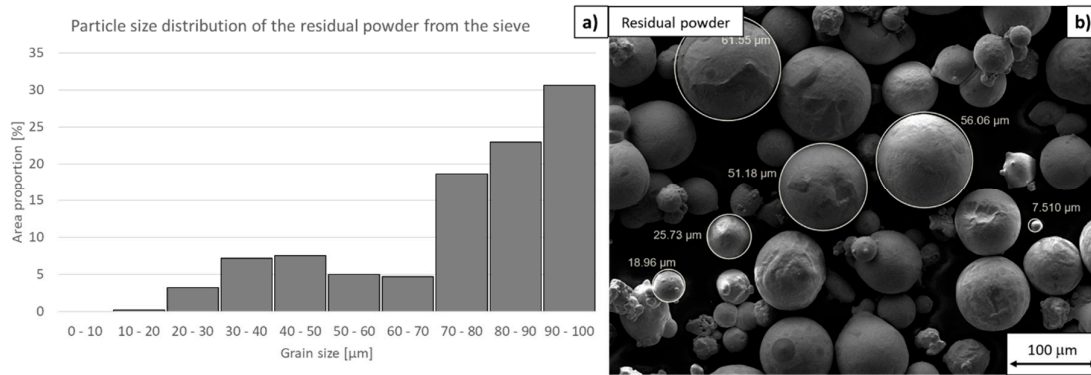 Particle size distribution of the residual powder from the sieve
a)
Area proportion [%]
35
30
25
20
15
10
5
0
0 - 10
10 - 20
20 - 30
30 - 40
40 - 50
50 - 60
60 - 70
70 - 80
80 - 90
90 - 100
Grain size [µm]
Residual powder
b)
61.55 µm
56.06 µm
51.18 µm
7.510 µm
25.73 µm
18.96 µm
100 µm